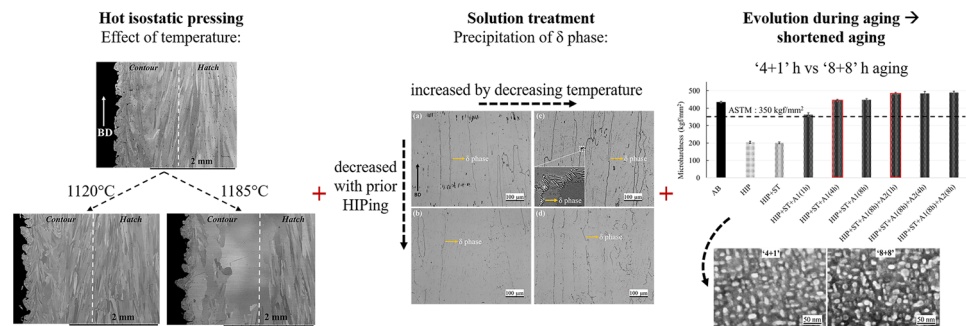 Hot isostatic pressing
Effect of temperature:
Contour
Hatch
BD
2 mm
1120°C
1185°C
Contour
Hatch
2 mm
Contour
Hatch
2 mm
+
Solution treatment
Precipitation of δ phase:
increased by decreasing temperature
decreased
with prior
HIPing
(a)
δ phase
BD
100 μm
(c)
δ phase
δ phase
100 μm
(b)
δ phase
100 μm
(d)
δ phase
100 μm
+
Evolution during aging →
shortened aging
'4+1' h vs '8+8' h aging
Microhardness (kgf/mm²)
500
400
300
200
100
0
ASTM : 350 kgf/mm²
AB
HIP
HIP+ST
HIP+ST+A1(1h)
HIP+ST+A1(4h)
HIP+ST+A1(8h)
HIP+ST+A1(8h)+A2(1h)
HIP+ST+A1(8h)+A2(4h)
HIP+ST+A1(8h)+A2(8h)
'4+1'
50 nm
'8+8'
50 nm